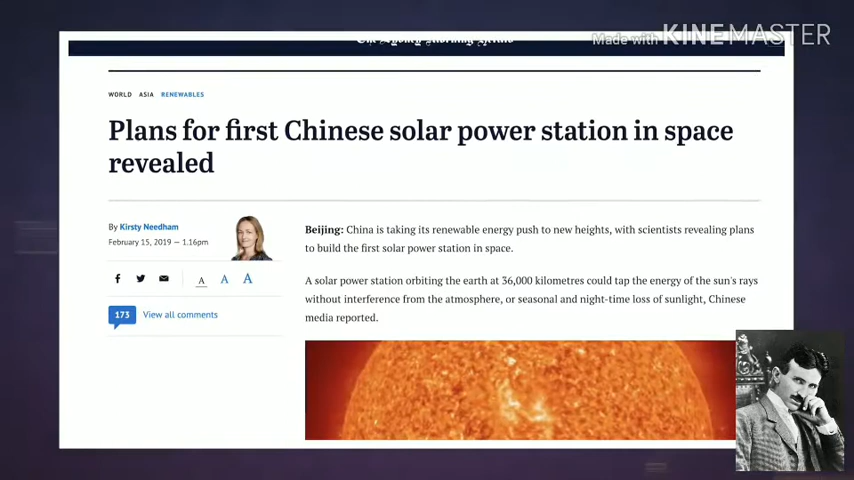 Made with KINEMASTER
WORLD ASIA RENEWABLES
Plans for first Chinese solar power station in space
revealed
By Kirsty Needham
February 15, 2019 — 1.16pm
A A A
173 View all comments
Beijing: China is taking its renewable energy push to new heights, with scientists revealing plans
to build the first solar power station in space.
A solar power station orbiting the earth at 36,000 kilometres could tap the energy of the sun's rays
without interference from the atmosphere, or seasonal and night-time loss of sunlight, Chinese
media reported.